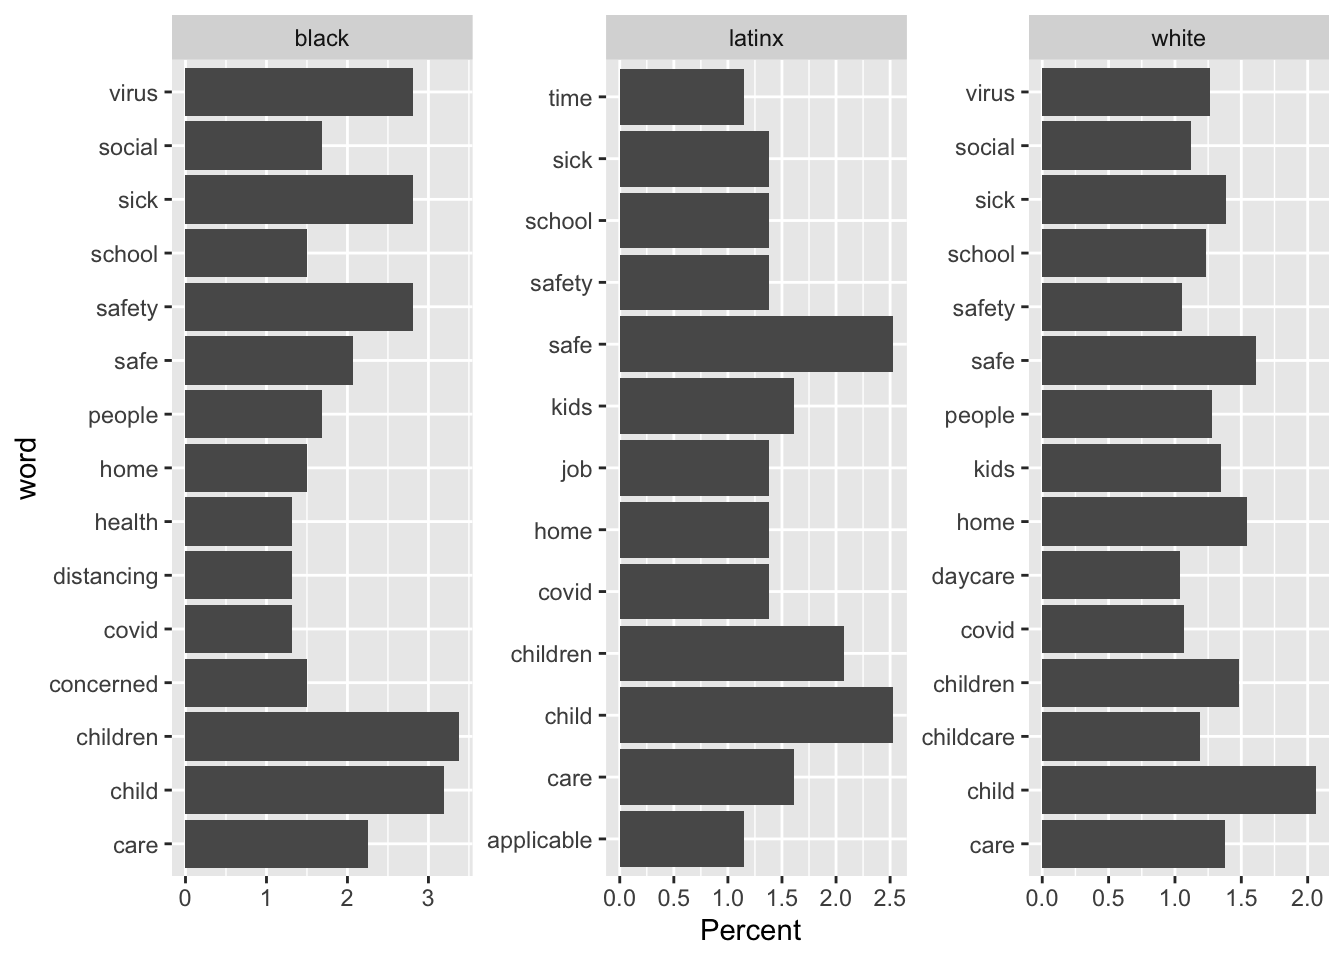 black
latinx
white
word
virus
social
sick
school
safety
safe
people
home
health
distancing
covid
concerned
children
child
care
0 1 2 3
time
sick
school
safety
safe
kids
job
home
covid
children
child
care
applicable
0.0 0.5 1.0 1.5 2.0 2.5
virus
social
sick
school
safety
safe
people
kids
home
daycare
covid
children
childcare
child
care
0.0 0.5 1.0 1.5 2.0
Percent